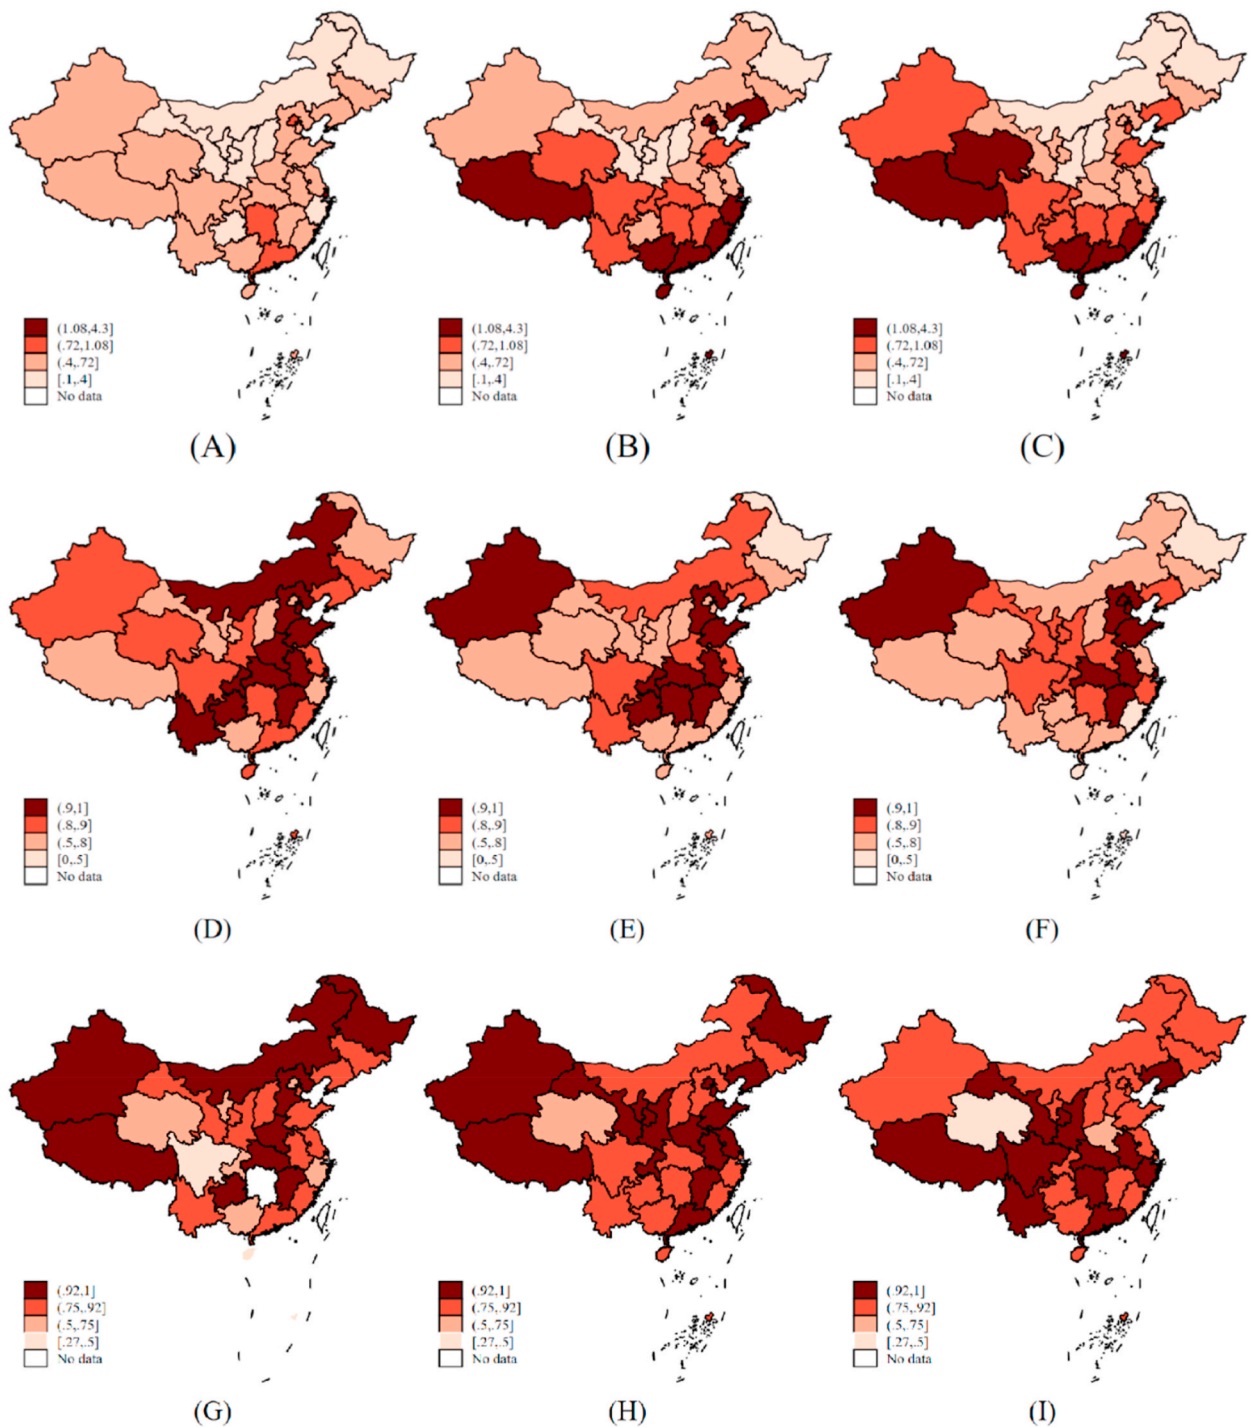 (1.08,4.3]
(.72,1.08]
(.4,.72]
[.1,.4]
No data
(A)
(1.08,4.3]
(.72,1.08]
(.4,.72]
[.1,.4]
No data
(B)
(1.08,4.3]
(.72,1.08]
(.4,.72]
[.1,.4]
No data
(C)
(.9,1]
(.8,.9]
(.5,.8]
[0,.5]
No data
(D)
(.9,1]
(.8,.9]
(.5,.8]
[0,.5]
No data
(E)
(.9,1]
(.8,.9]
(.5,.8]
[0,.5]
No data
(F)
(.92,1]
(.75,.92]
(.5,.75]
[.27,.5]
No data
(G)
(.92,1]
(.75,.92]
(.5,.75]
[.27,.5]
No data
(H)
(.92,1]
(.75,.92]
(.5,.75]
[.27,.5]
No data
(I)